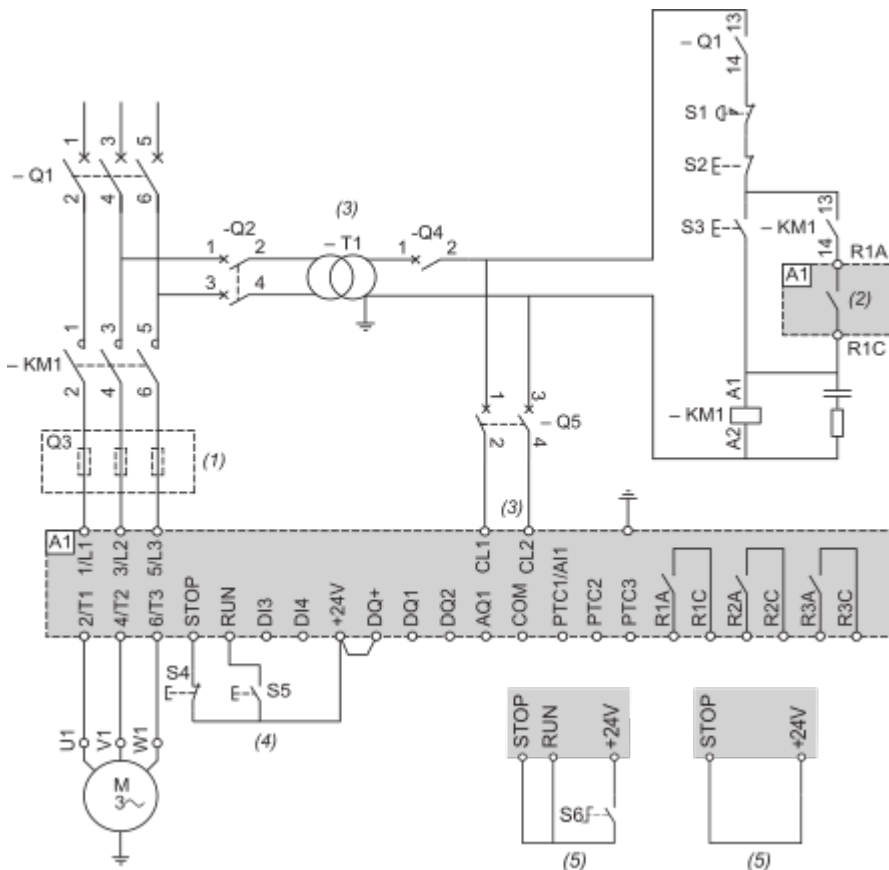 13
– Q1
14
S1
S2
S3
– KM1
13
14
R1A
A1
(2)
R1C
A1
– KM1
A2
1 3 5
– Q1
2 4 6
-Q2
1 2
3 4
(3)
– T1
-Q4
1 2
1 3 5
– KM1
2 4 6
Q3
(1)
1 3
– Q5
2 4
(3)
A1
1/L1 3/L2 5/L3
CL1 CL2
2/T1 4/T2 6/T3 STOP RUN DI3 DI4 +24V DQ+ DQ1 DQ2 AQ1 COM PTC1/AI1 PTC2 PTC3 R1A R1C R2A R2C R3A R3C
S4
S5
(4)
U1 V1 W1
M
3
STOP RUN +24V
S6
(5)
STOP +24V
(5)